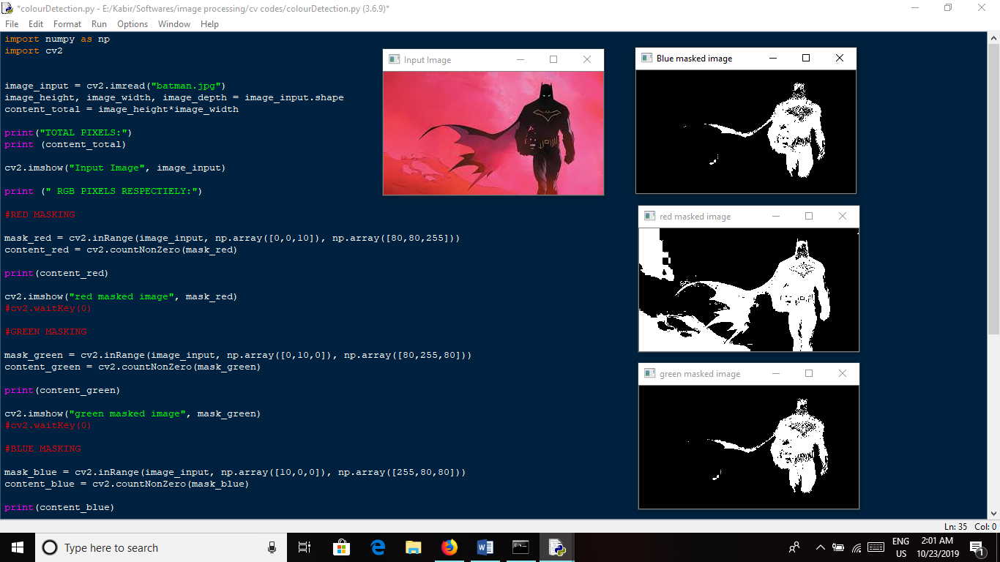 *colourDetection.py - E:/Kabir/Softwares/image processing/cv codes/colourDetection.py (3.6.9)*
File Edit Format Run Options Window Help
import numpy as np
import cv2
image_input = cv2.imread("batman.jpg")
image_height, image_width, image_depth = image_input.shape
content_total = image_height*image_width
print("TOTAL PIXELS:")
print (content_total)
cv2.imshow("Input Image", image_input)
print (" RGB PIXELS RESPECTIELY:")
#RED MASKING
mask_red = cv2.inRange(image_input, np.array([0,0,10]), np.array([80,80,255]))
content_red = cv2.countNonZero(mask_red)
print(content_red)
cv2.imshow("red masked image", mask_red)
#cv2.waitKey(0)
#GREEN MASKING
mask_green = cv2.inRange(image_input, np.array([0,10,0]), np.array([80,255,80]))
content_green = cv2.countNonZero(mask_green)
print(content_green)
cv2.imshow("green masked image", mask_green)
#cv2.waitKey(0)
#BLUE MASKING
mask_blue = cv2.inRange(image_input, np.array([10,0,0]), np.array([255,80,80]))
content_blue = cv2.countNonZero(mask_blue)
print(content_blue)
Input Image
Blue masked image
red masked image
green masked image
Ln: 35 Col: 0
Type here to search
ENG
US
2:01 AM
10/23/2019
1